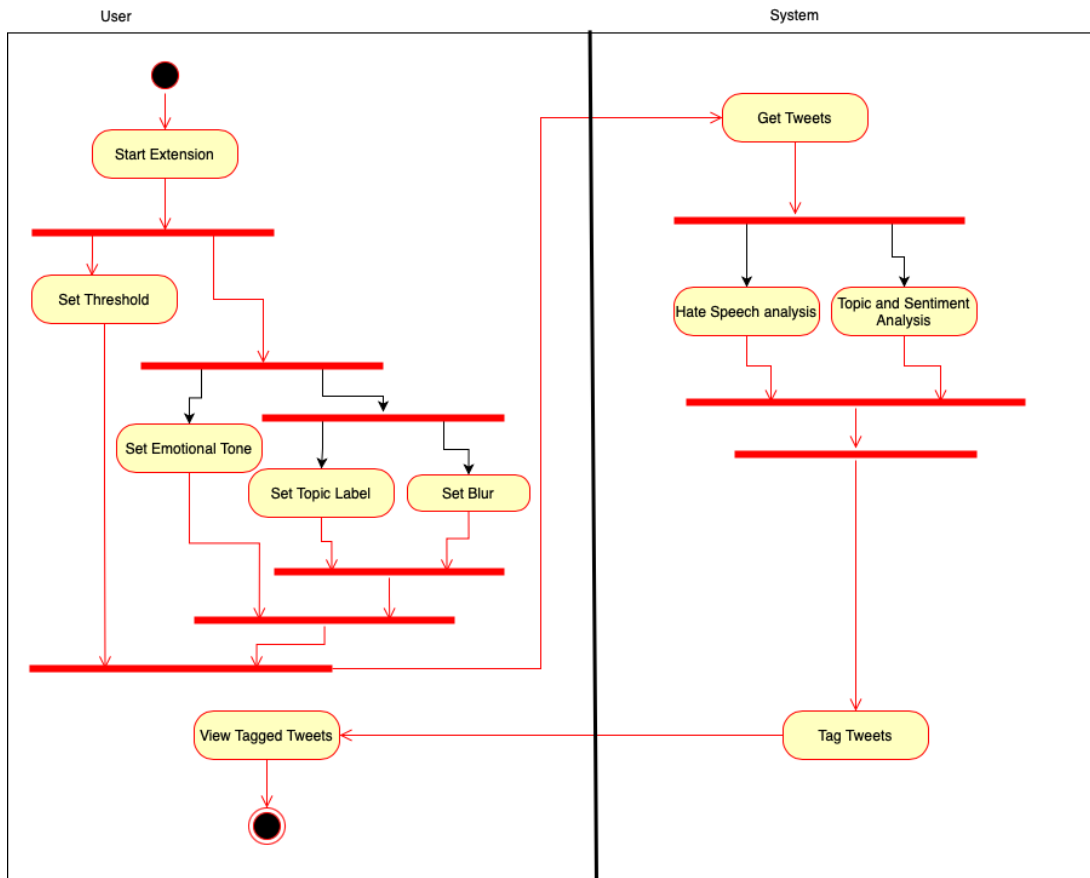 User
System
Start Extension
Get Tweets
Set Threshold
Hate Speech analysis
Topic and Sentiment
Analysis
Set Emotional Tone
Set Topic Label
Set Blur
View Tagged Tweets
Tag Tweets